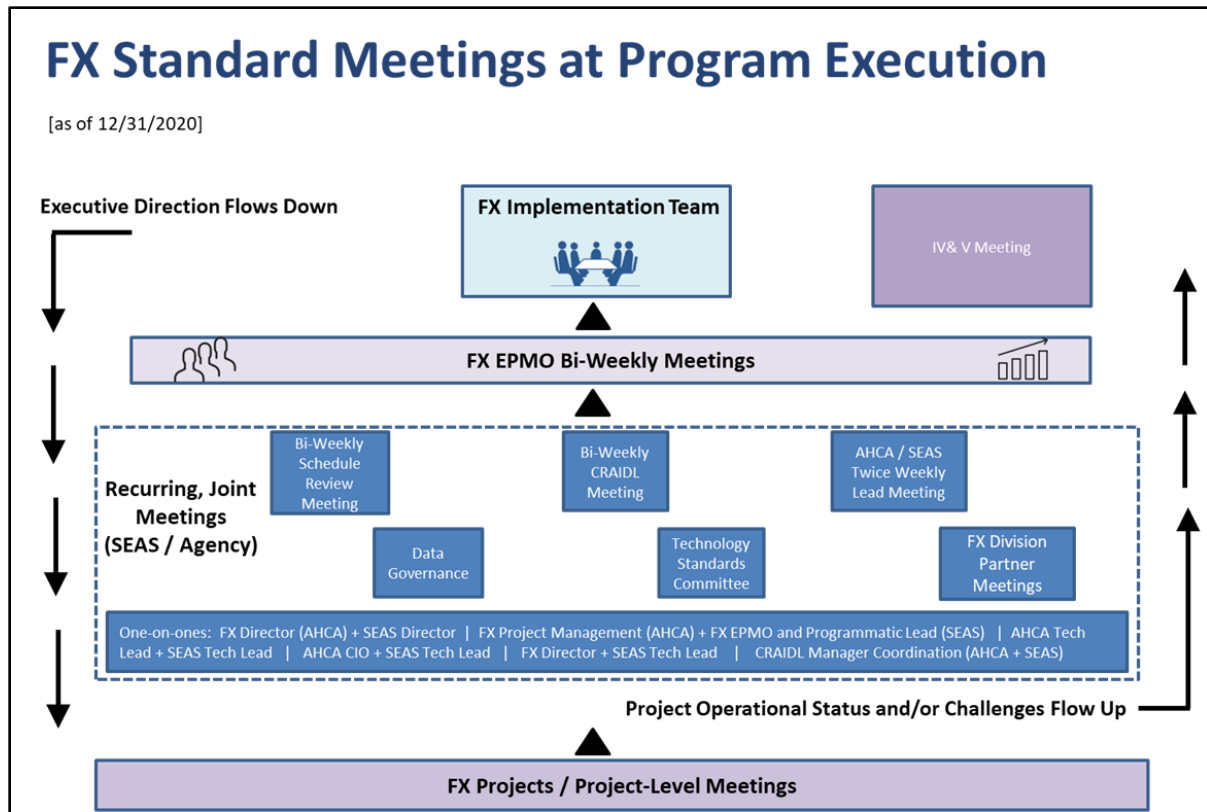 FX Standard Meetings at Program Execution
[as of 12/31/2020]
Executive Direction Flows Down
FX Implementation Team
IV& V Meeting
FX EPMO Bi-Weekly Meetings
Recurring, Joint
Meetings
(SEAS / Agency)
Bi-Weekly
Schedule
Review
Meeting
Bi-Weekly
CRAIDL
Meeting
AHCA / SEAS
Twice Weekly
Lead Meeting
Data
Governance
Technology
Standards
Committee
FX Division
Partner
Meetings
One-on-ones: FX Director (AHCA) + SEAS Director | FX Project Management (AHCA) + FX EPMO and Programmatic Lead (SEAS) | AHCA Tech
Lead + SEAS Tech Lead | AHCA CIO + SEAS Tech Lead | FX Director + SEAS Tech Lead | CRAIDL Manager Coordination (AHCA + SEAS)
Project Operational Status and/or Challenges Flow Up
FX Projects / Project-Level Meetings